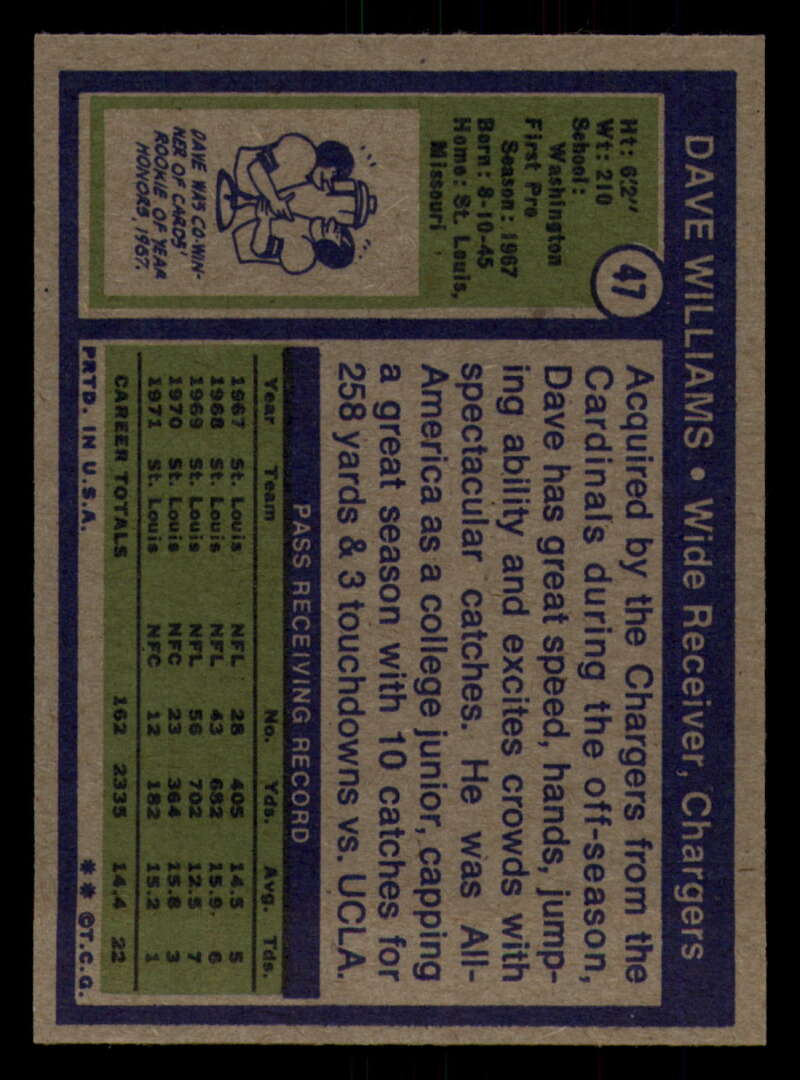 DAVE WILLIAMS • Wide Receiver, Chargers
47
Ht: 6'2"
Wt: 210
School:
Washington
First Pro
Season: 1967
Born: 8-10-45
Home: St. Louis,
Missouri
DAVE WAS CO-WIN-
NER OF CARDS'
ROOKIE OF YEAR
HONORS, 1967.
Acquired by the Chargers from the
Cardinals during the off-season,
Dave has great speed, hands, jump-
ing ability and excites crowds with
spectacular catches. He was All-
America as a college junior, capping
a great season with 10 catches for
258 yards & 3 touchdowns vs. UCLA.
PASS RECEIVING RECORD
Year Team No. Yds. Avg. Tds.
1967 St. Louis NFL 28 405 14.5 5
1968 St. Louis NFL 43 682 15.9 6
1969 St. Louis NFL 56 702 12.5 7
1970 St. Louis NFC 23 364 15.8 3
1971 St. Louis NFC 12 182 15.2 1
CAREER TOTALS 162 2335 14.4 22
PRTD. IN U.S.A. ** ©T.C.G.